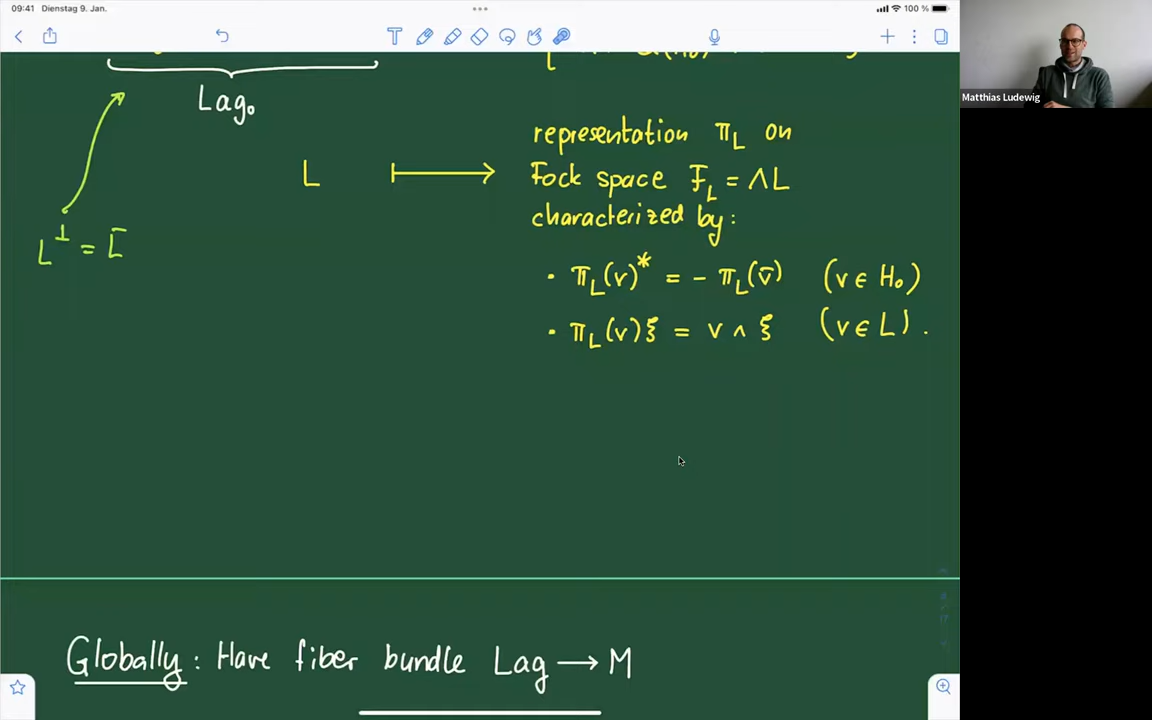 09:41 Dienstag 9. Jan.
100 %
Matthias Ludewig
Lag₀
representation π_L on
L ↦ Fock space F_L = ΛL
characterized by:
L^⊥ = L̅
• π_L(v)* = - π_L(v̅) (v ∈ H₀)
• π_L(v)ξ = v ∧ ξ (v ∈ L).
Globally: Have fiber bundle Lag → M